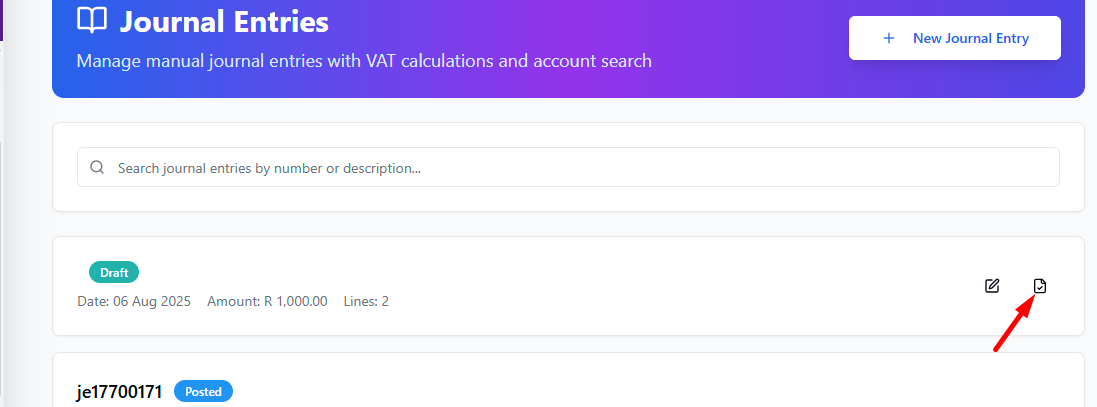 Journal Entries
Manage manual journal entries with VAT calculations and account search
New Journal Entry
Search journal entries by number or description...
Draft
Date: 06 Aug 2025 Amount: R 1,000.00 Lines: 2
je17700171 Posted